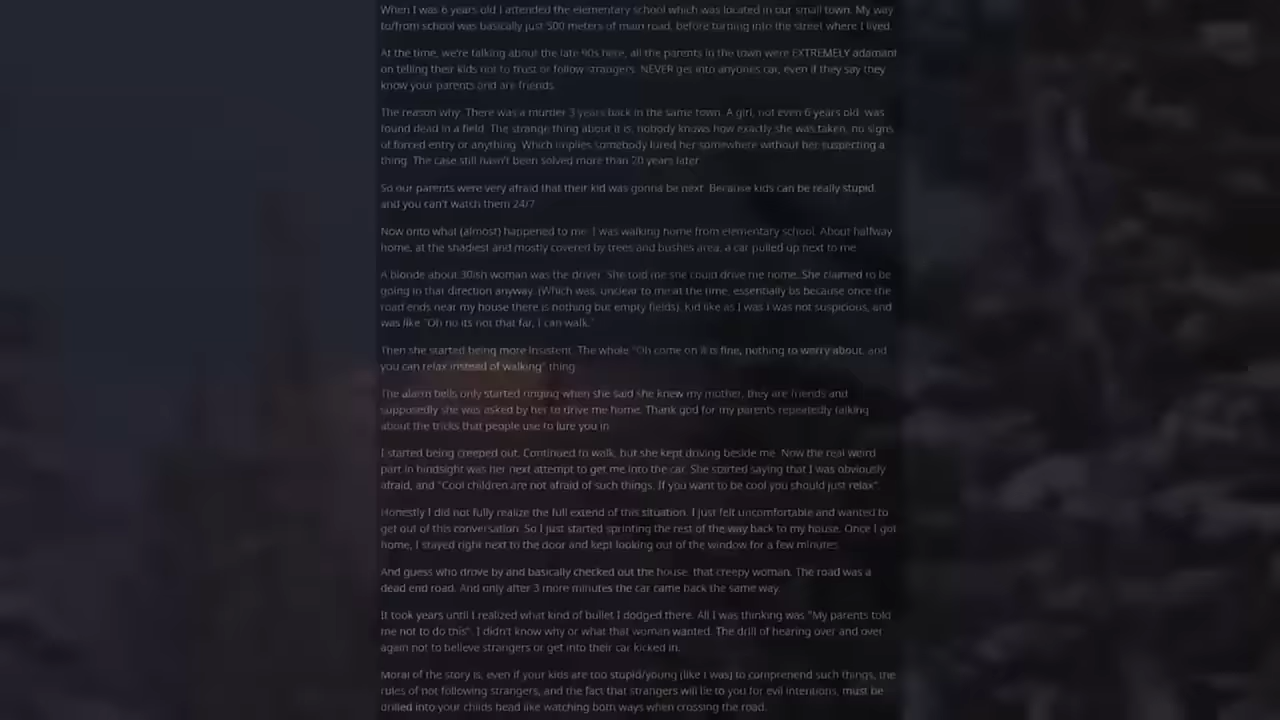 When I was 6 years old I attended the elementary school which was located in our small town. My way
to/from school was basically just 500 meters of main road, before turning into the street where I lived.
At the time, we're talking about the late 90s here, all the parents in the town were EXTREMELY adamant
on telling their kids not to trust or follow strangers. NEVER get into anyones car, even if they say they
know your parents and are friends.
The reason why: There was a murder 3 years back in the same town. A girl, not even 6 years old, was
found dead in a field. The strange thing about it is, nobody knows how exactly she was taken, no signs
of forced entry or anything. Which implies somebody lured her somewhere without her suspecting a
thing. The case still hasn't been solved more than 20 years later.
So our parents were very afraid that their kid was gonna be next. Because kids can be really stupid,
and you can't watch them 24/7.
Now onto what (almost) happened to me: I was walking home from elementary school. About halfway
home, at the shadiest and mostly covered by trees and bushes area, a car pulled up next to me.
A blonde about 30ish woman was the driver. She told me she could drive me home. She claimed to be
going in that direction anyway. (Which was, unclear to me at the time, essentially bs because once the
road ends near my house there is nothing but empty fields). Kid like as I was I was not suspicious, and
was like "Oh no its not that far, I can walk."
Then she started being more insistent. The whole "Oh come on it is fine, nothing to worry about, and
you can relax instead of walking" thing.
The alarm bells only started ringing when she said she knew my mother, they are friends and
supposedly she was asked by her to drive me home. Thank god for my parents repeatedly talking
about the tricks that people use to lure you in.
I started being creeped out. Continued to walk, but she kept driving beside me. Now the real weird
part in hindsight was her next attempt to get me into the car. She started saying that I was obviously
afraid, and "Cool children are not afraid of such things. If you want to be cool you should just relax".
Honestly I did not fully realize the full extend of this situation. I just felt uncomfortable and wanted to
get out of this conversation. So I just started sprinting the rest of the way back to my house. Once I got
home, I stayed right next to the door and kept looking out of the window for a few minutes.
And guess who drove by and basically checked out the house: that creepy woman. The road was a
dead end road. And only after 3 more minutes the car came back the same way.
It took years until I realized what kind of bullet I dodged there. All I was thinking was "My parents told
me not to do this". I didn't know why or what that woman wanted. The drill of hearing over and over
again not to believe strangers or get into their car kicked in.
Moral of the story is, even if your kids are too stupid/young (like I was) to comprehend such things, the
rules of not following strangers, and the fact that strangers will lie to you for evil intentions, must be
drilled into your childs head like watching both ways when crossing the road.